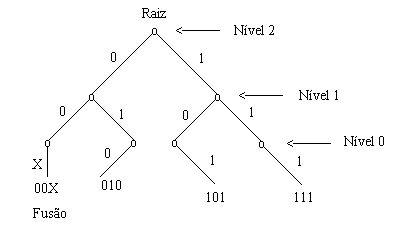 Raiz
Nível 2
0 1
Nível 1
0 1 0 1
Nível 0
X 0 1 1
00X 010 101 111
Fusão